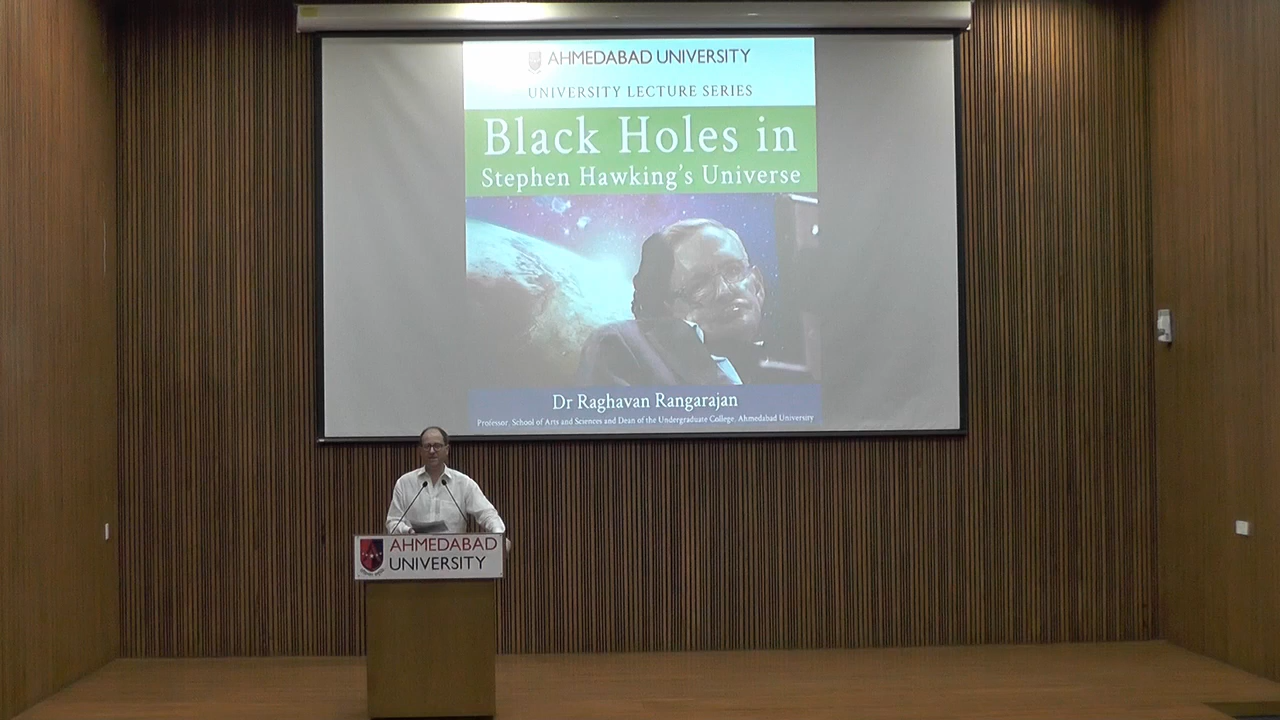 AHMEDABAD UNIVERSITY
UNIVERSITY LECTURE SERIES
Black Holes in
Stephen Hawking's Universe
Dr Raghavan Rangarajan
Professor, School of Arts and Sciences and Dean of the Undergraduate College, Ahmedabad University
AHMEDABAD
UNIVERSITY